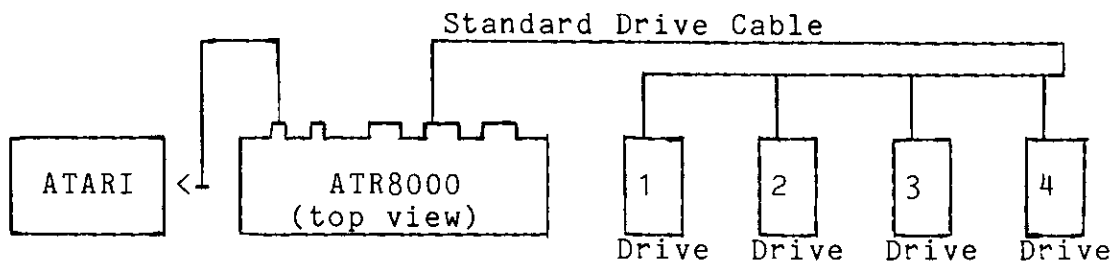 Standard Drive Cable
ATARI
<
ATR8000
(top view)
1
2
3
4
Drive
Drive
Drive
Drive